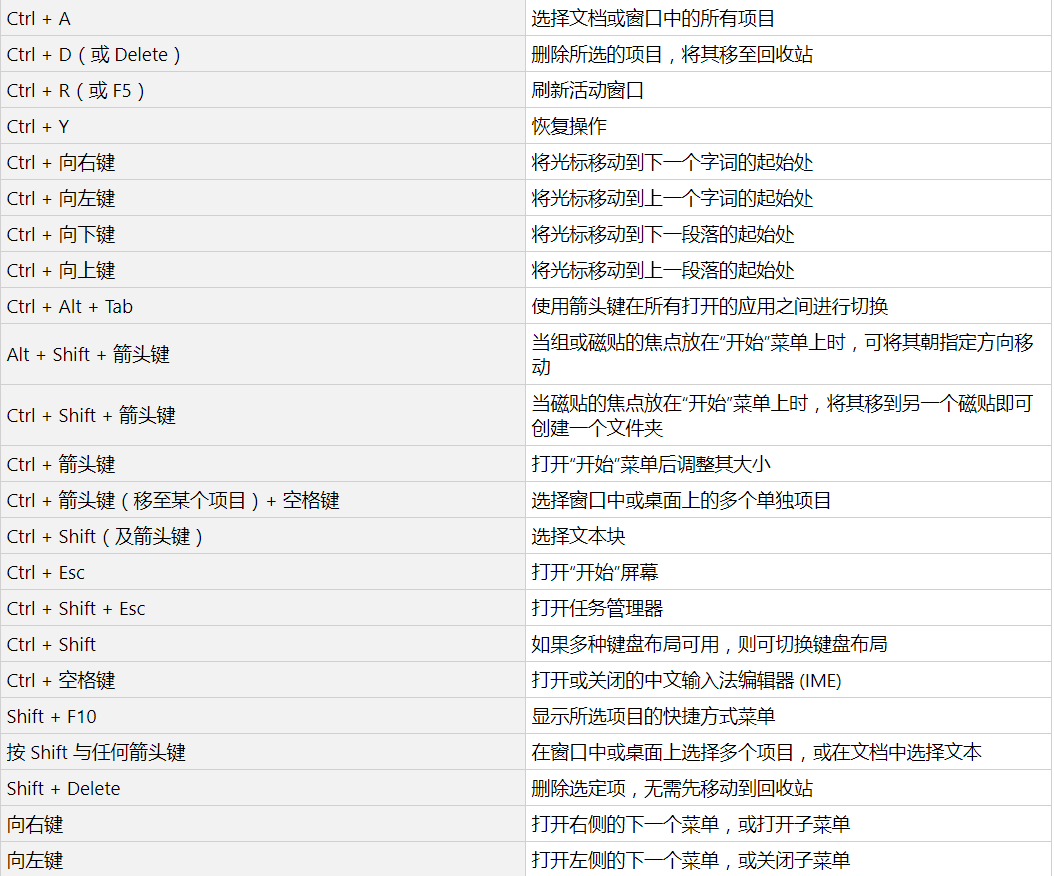 Ctrl + A 选择文档或窗口中的所有项目
Ctrl + D（或 Delete） 删除所选的项目，将其移至回收站
Ctrl + R（或 F5） 刷新活动窗口
Ctrl + Y 恢复操作
Ctrl + 向右键 将光标移动到下一个字词的起始处
Ctrl + 向左键 将光标移动到上一个字词的起始处
Ctrl + 向下键 将光标移动到下一段落的起始处
Ctrl + 向上键 将光标移动到上一段落的起始处
Ctrl + Alt + Tab 使用箭头键在所有打开的应用之间进行切换
Alt + Shift + 箭头键 当组或磁贴的焦点放在“开始”菜单上时，可将其朝指定方向移
动
Ctrl + Shift + 箭头键 当磁贴的焦点放在“开始”菜单上时，将其移到另一个磁贴即可
创建一个文件夹
Ctrl + 箭头键 打开“开始”菜单后调整其大小
Ctrl + 箭头键（移至某个项目）+ 空格键 选择窗口中或桌面上的多个单独项目
Ctrl + Shift（及箭头键） 选择文本块
Ctrl + Esc 打开“开始”屏幕
Ctrl + Shift + Esc 打开任务管理器
Ctrl + Shift 如果多种键盘布局可用，则可切换键盘布局
Ctrl + 空格键 打开或关闭的中文输入法编辑器 (IME)
Shift + F10 显示所选项目的快捷方式菜单
按 Shift 与任何箭头键 在窗口中或桌面上选择多个项目，或在文档中选择文本
Shift + Delete 删除选定项，无需先移动到回收站
向右键 打开右侧的下一个菜单，或打开子菜单
向左键 打开左侧的下一个菜单，或关闭子菜单